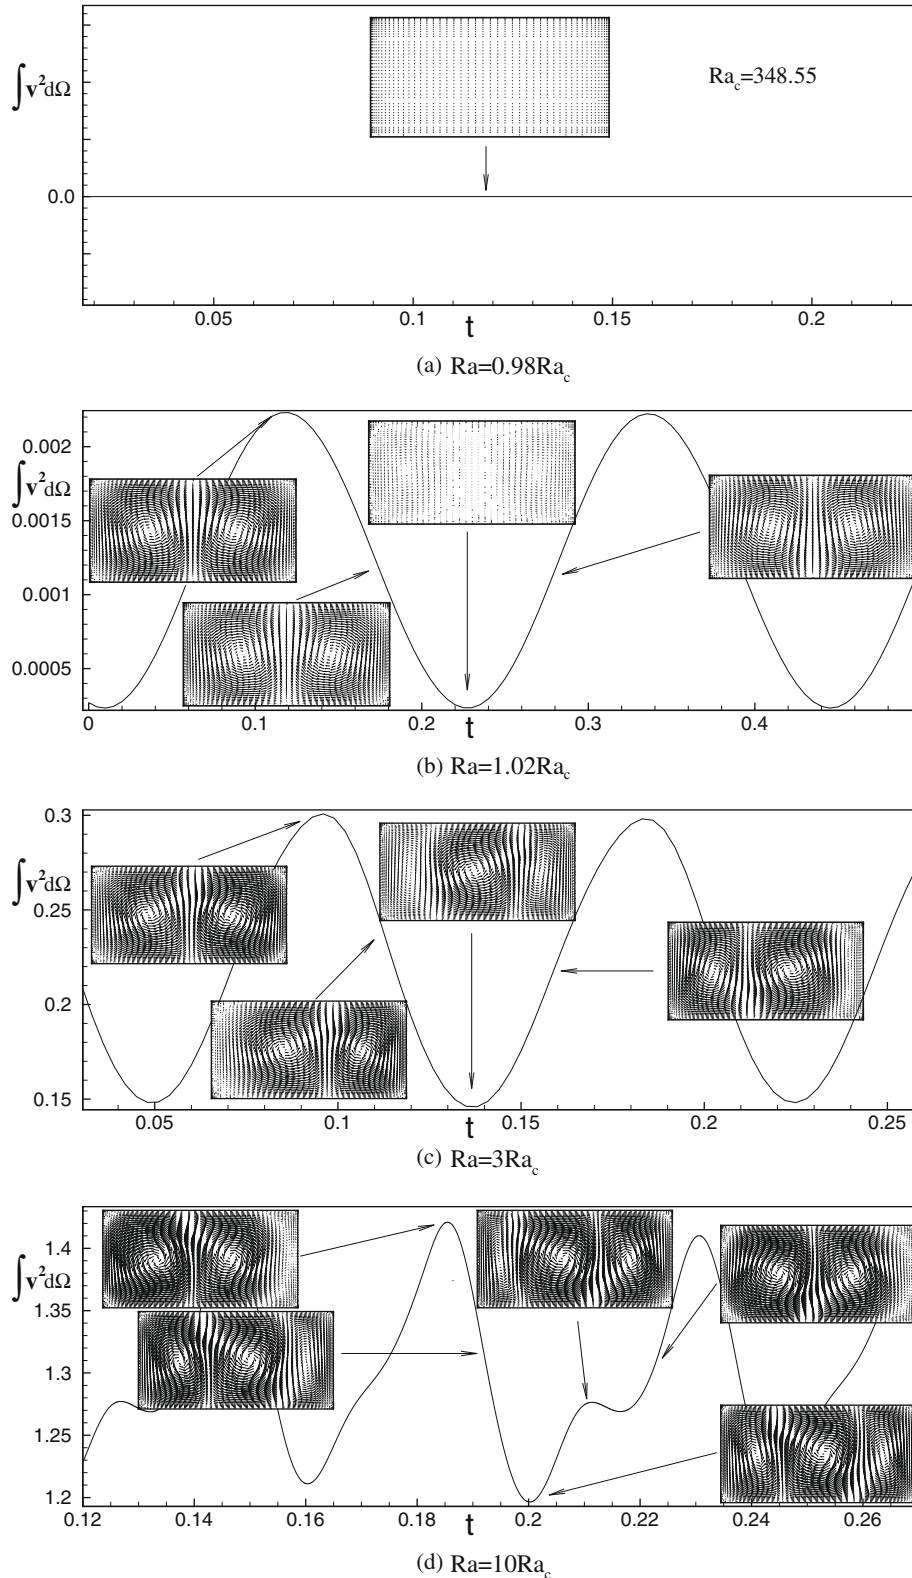 ∫v²dΩ
Ra_c=348.55
0.0
0.05 0.1 0.15 0.2
t
(a) Ra=0.98Ra_c
0.002
∫v²dΩ
0.0015
0.001
0.0005
0 0.1 0.2 0.3 0.4
t
(b) Ra=1.02Ra_c
0.3
∫v²dΩ
0.25
0.2
0.15
0.05 0.1 0.15 0.2 0.25
t
(c) Ra=3Ra_c
1.4
∫v²dΩ
1.35
1.3
1.25
1.2
0.12 0.14 0.16 0.18 0.2 0.22 0.24 0.26
t
(d) Ra=10Ra_c